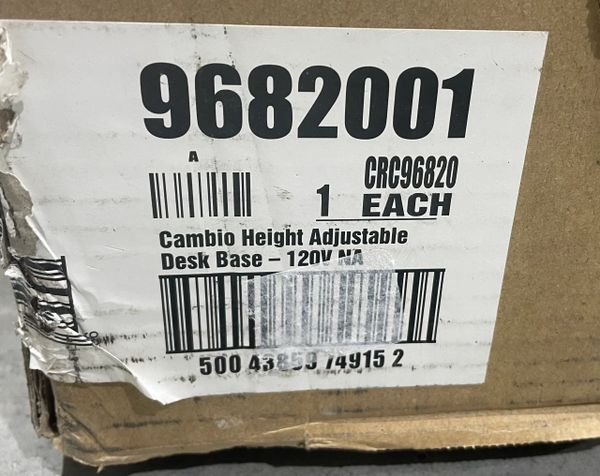 9682001
A
CRC96820
1 EACH
Cambio Height Adjustable
Desk Base – 120V NA
500 43859 74915 2